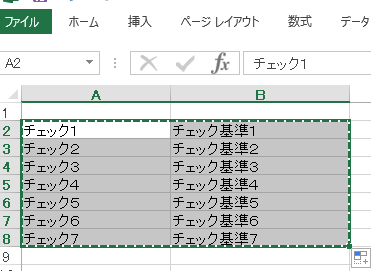 ファイル ホーム 挿入 ページ レイアウト 数式 データ
A2 fx チェック1
A B
1
2 チェック1 チェック基準1
3 チェック2 チェック基準2
4 チェック3 チェック基準3
5 チェック4 チェック基準4
6 チェック5 チェック基準5
7 チェック6 チェック基準6
8 チェック7 チェック基準7
9